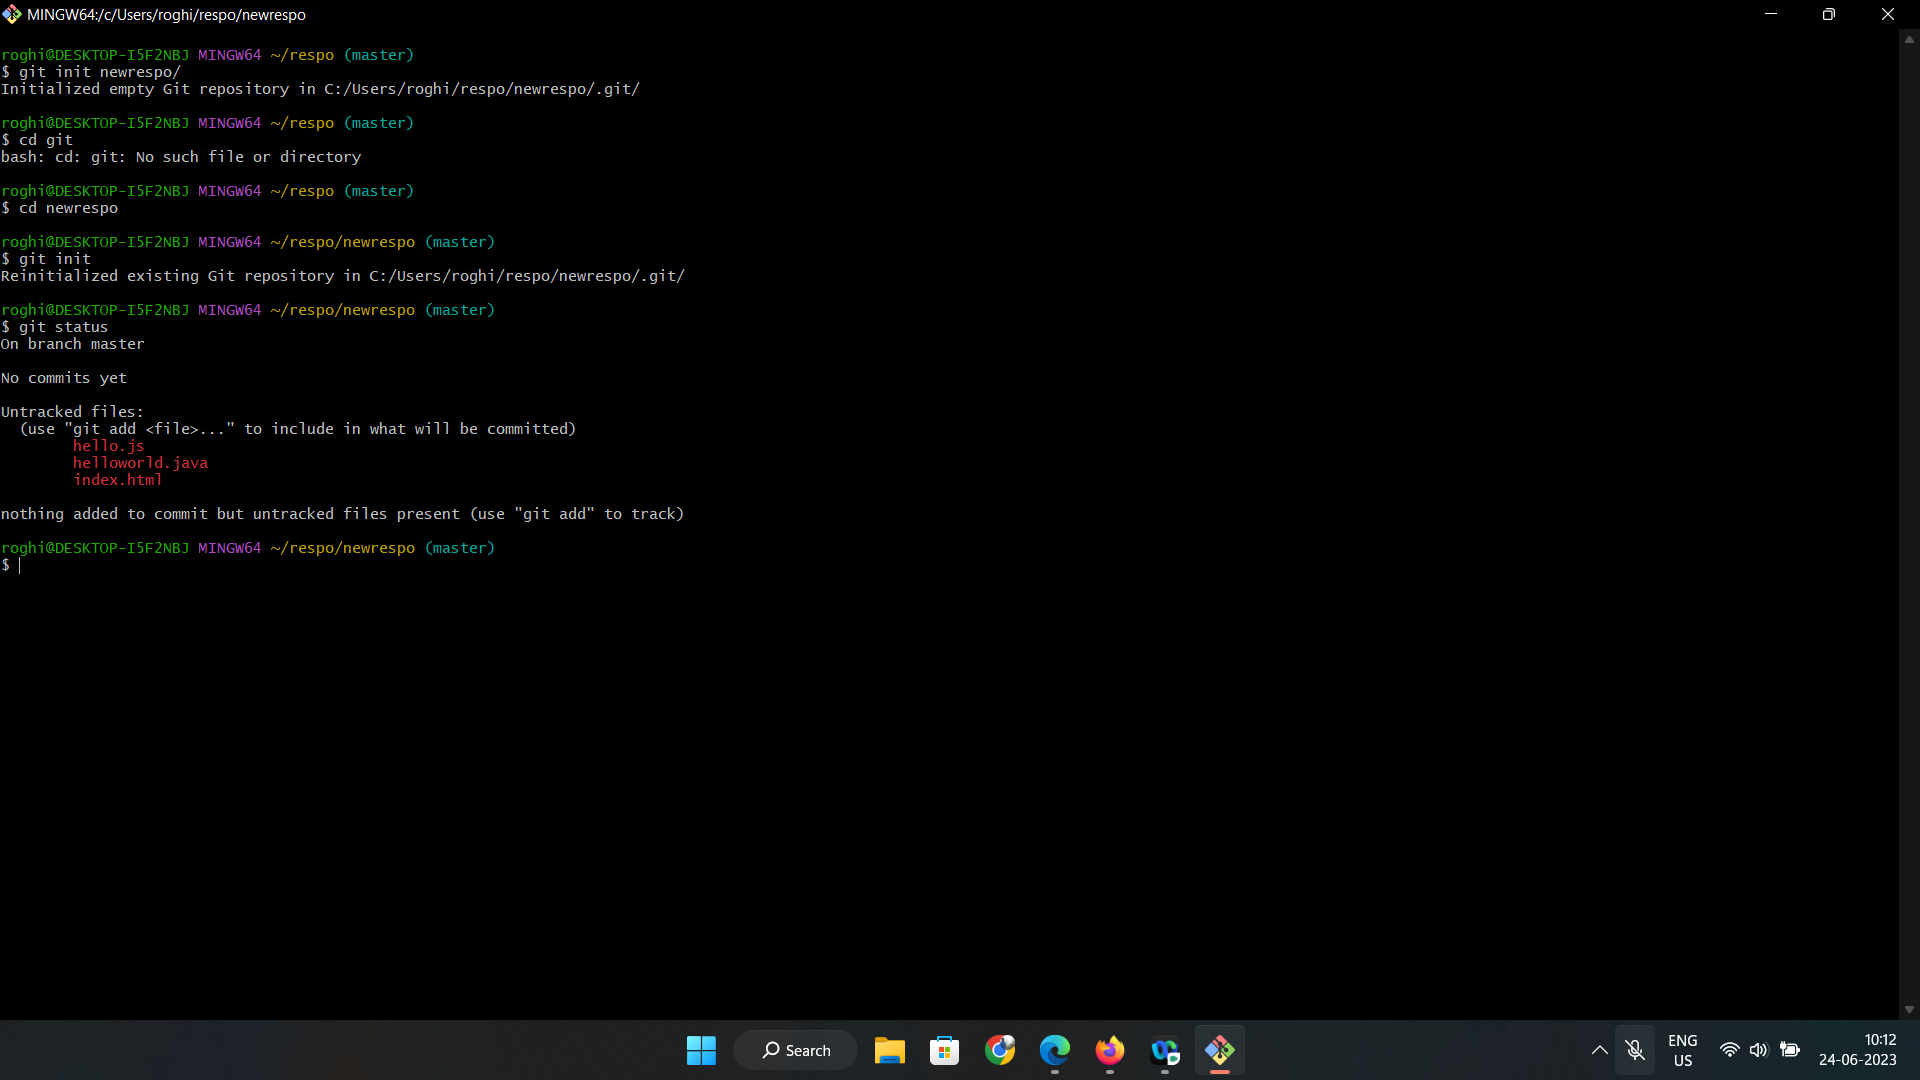 MINGW64:/c/Users/roghi/respo/newrespo
roghi@DESKTOP-I5F2NBJ MINGW64 ~/respo (master)
$ git init newrespo/
Initialized empty Git repository in C:/Users/roghi/respo/newrespo/.git/
roghi@DESKTOP-I5F2NBJ MINGW64 ~/respo (master)
$ cd git
bash: cd: git: No such file or directory
roghi@DESKTOP-I5F2NBJ MINGW64 ~/respo (master)
$ cd newrespo
roghi@DESKTOP-I5F2NBJ MINGW64 ~/respo/newrespo (master)
$ git init
Reinitialized existing Git repository in C:/Users/roghi/respo/newrespo/.git/
roghi@DESKTOP-I5F2NBJ MINGW64 ~/respo/newrespo (master)
$ git status
On branch master
No commits yet
Untracked files:
(use "git add <file>..." to include in what will be committed)
hello.js
helloworld.java
index.html
nothing added to commit but untracked files present (use "git add" to track)
roghi@DESKTOP-I5F2NBJ MINGW64 ~/respo/newrespo (master)
$
Search
ENG
US
10:12
24-06-2023